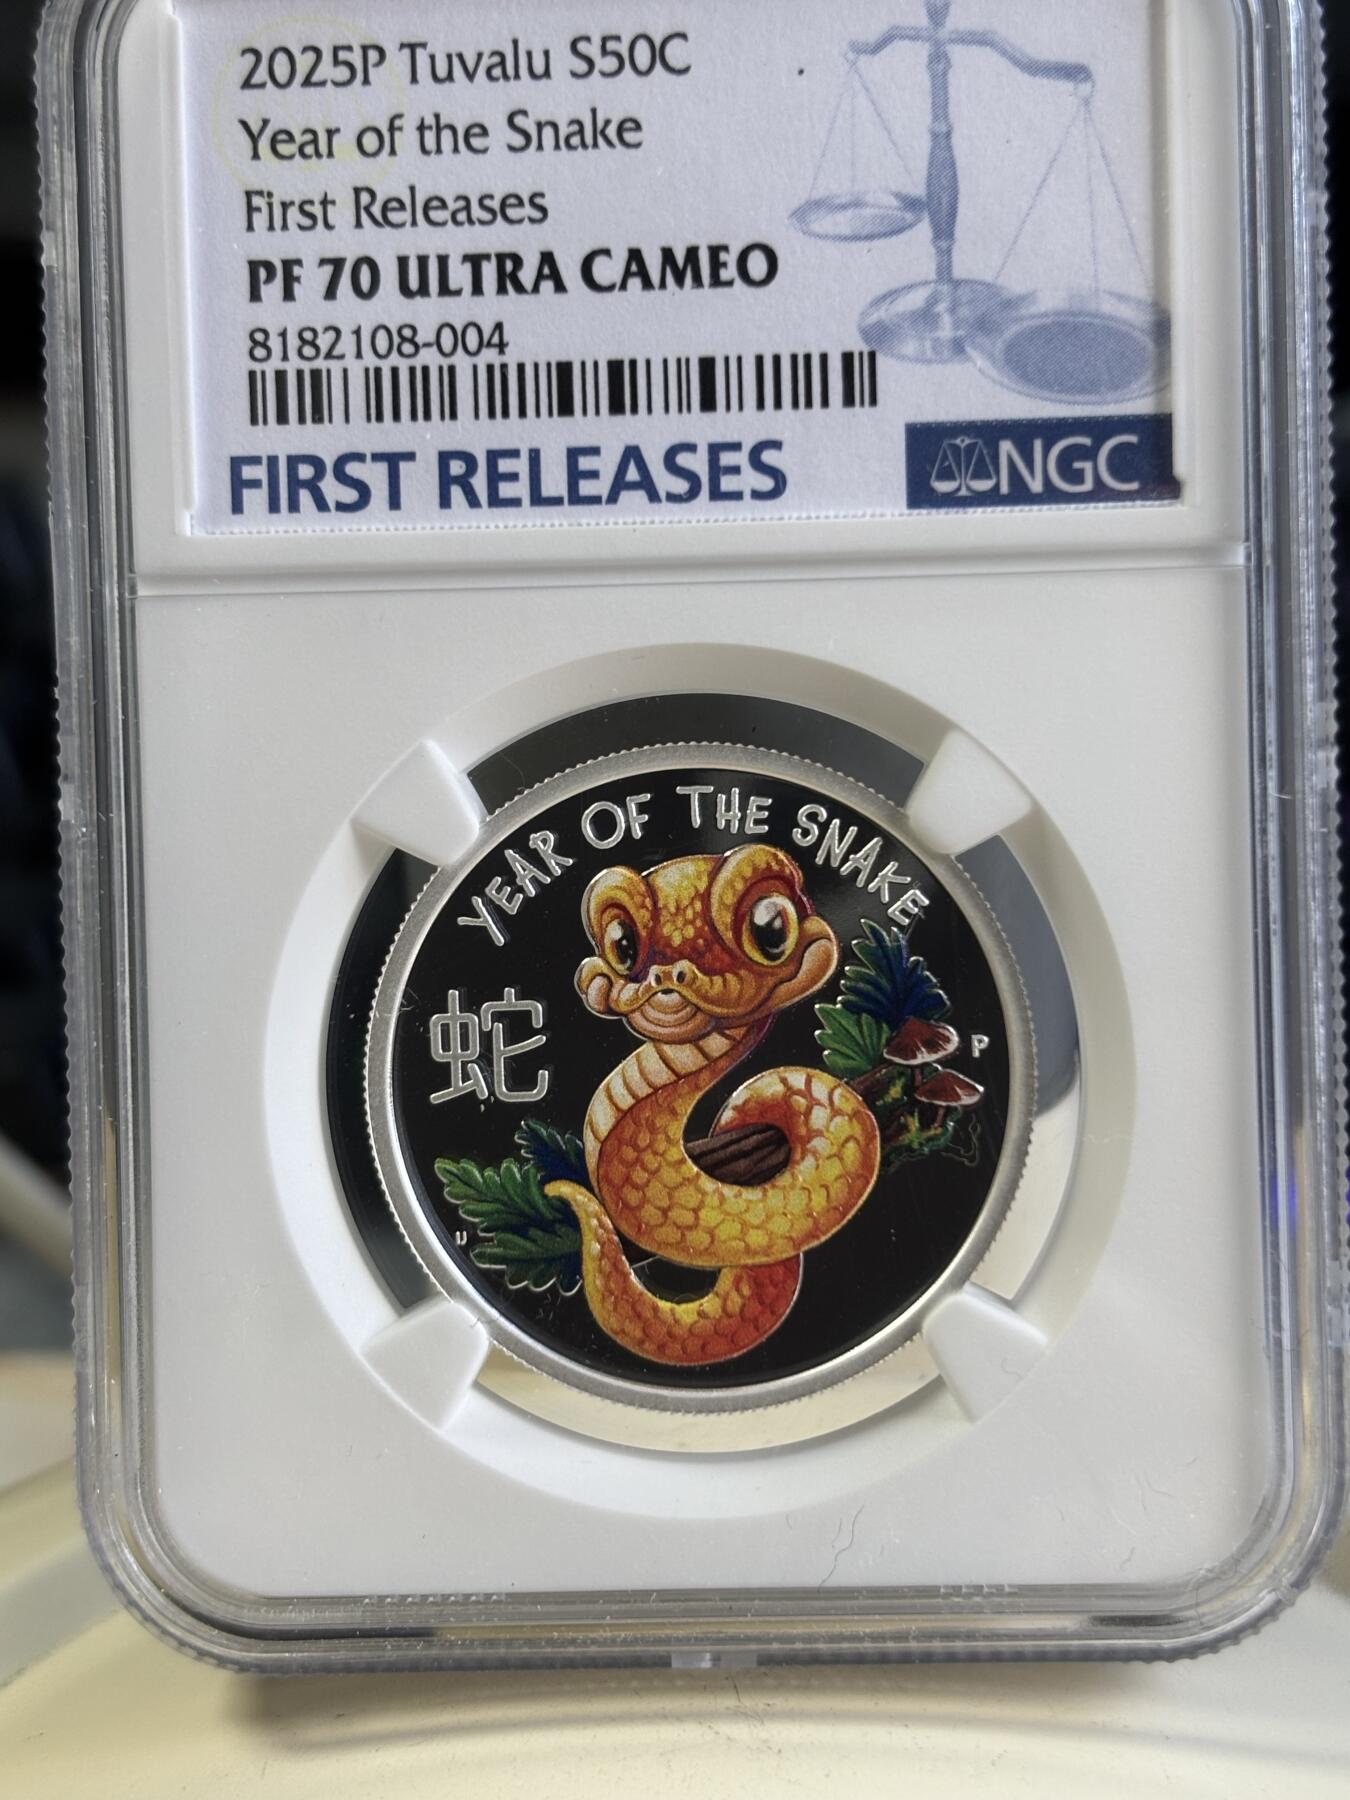 2025P Tuvalu S50C
Year of the Snake
First Releases
PF 70 ULTRA CAMEO
8182108-004
FIRST RELEASES
NGC
YEAR OF THE SNAKE
蛇
P